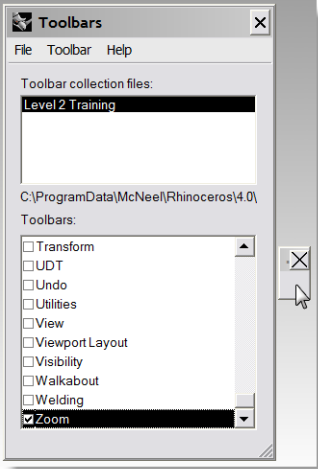 Toolbars
File Toolbar Help
Toolbar collection files:
Level 2 Training
C:\ProgramData\McNeel\Rhinoceros\4.0\
Toolbars:
Transform
UDT
Undo
Utilities
View
Viewport Layout
Visibility
Walkabout
Welding
Zoom